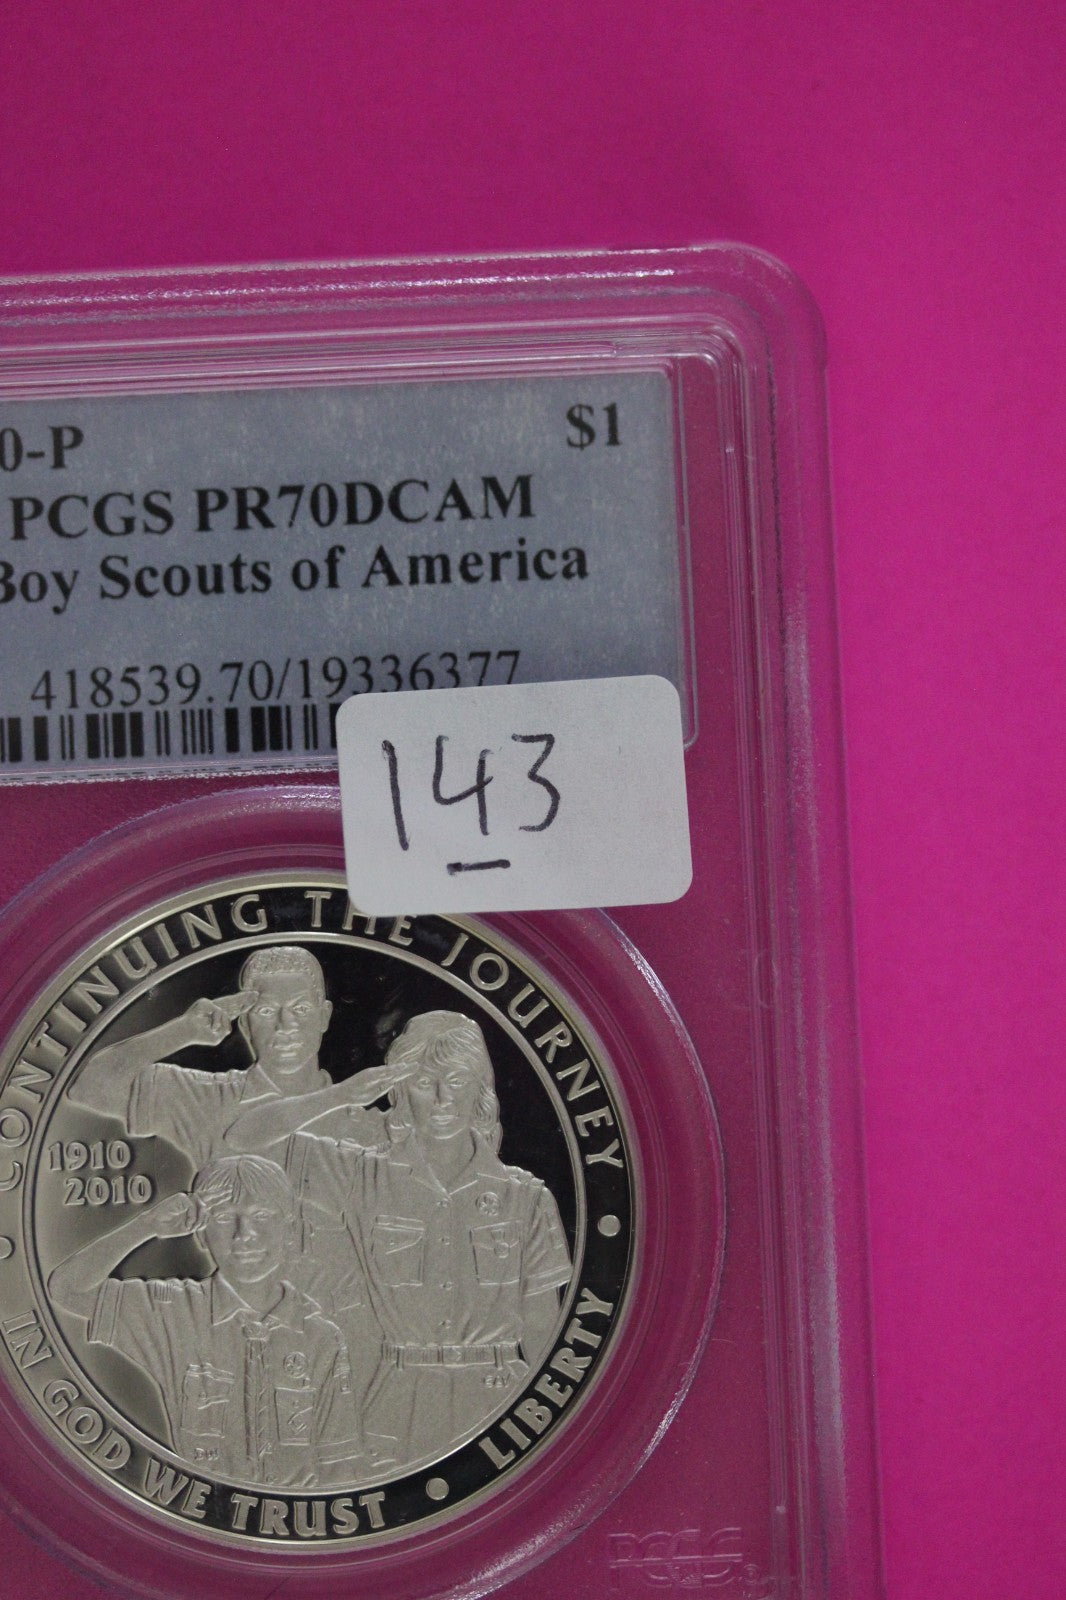 0-P $1
PCGS PR70DCAM
Boy Scouts of America
418539.70/19336377
143
CONTINUING THE JOURNEY
1910
2010
IN GOD WE TRUST • LIBERTY •
PCGS